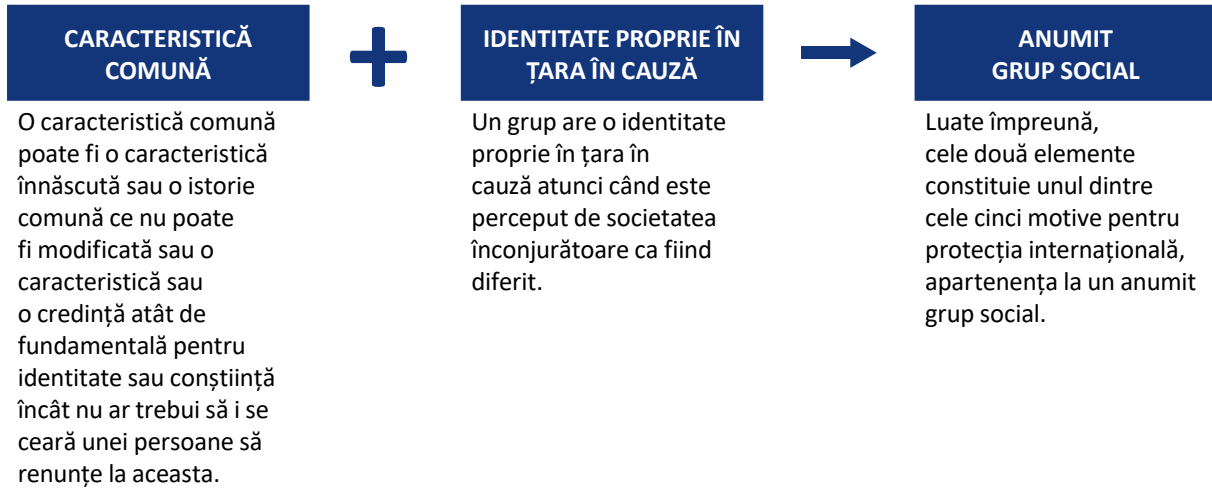 CARACTERISTICĂ
COMUNĂ
O caracteristică comună
poate fi o caracteristică
înnăscută sau o istorie
comună ce nu poate
fi modificată sau o
caracteristică sau
o credință atât de
fundamentală pentru
identitate sau conștiință
încât nu ar trebui să i se
ceară unei persoane să
renunțe la aceasta.
+
IDENTITATE PROPRIE ÎN
ȚARA ÎN CAUZĂ
Un grup are o identitate
proprie în țara în
cauză atunci când este
perceput de societatea
înconjurătoare ca fiind
diferit.
ANUMIT
GRUP SOCIAL
Luate împreună,
cele două elemente
constituie unul dintre
cele cinci motive pentru
protecția internațională,
apartenența la un anumit
grup social.